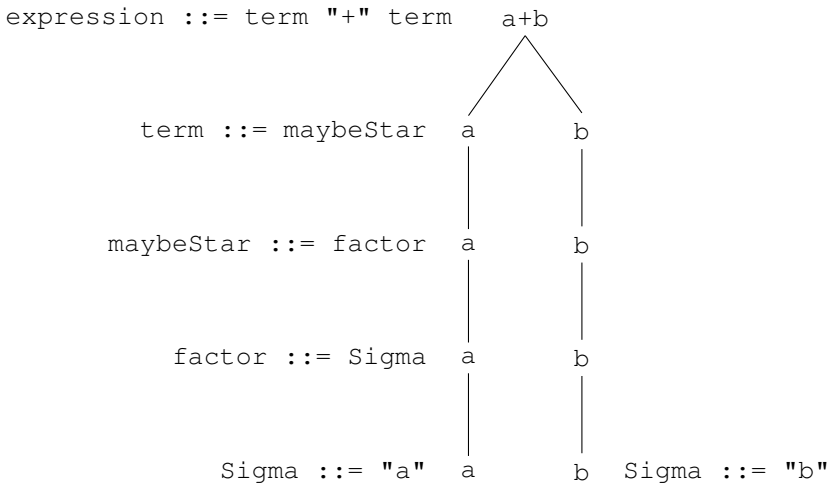 expression ::= term "+" term a+b
term ::= maybeStar a b
maybeStar ::= factor a b
factor ::= Sigma a b
Sigma ::= "a" a b Sigma ::= "b"